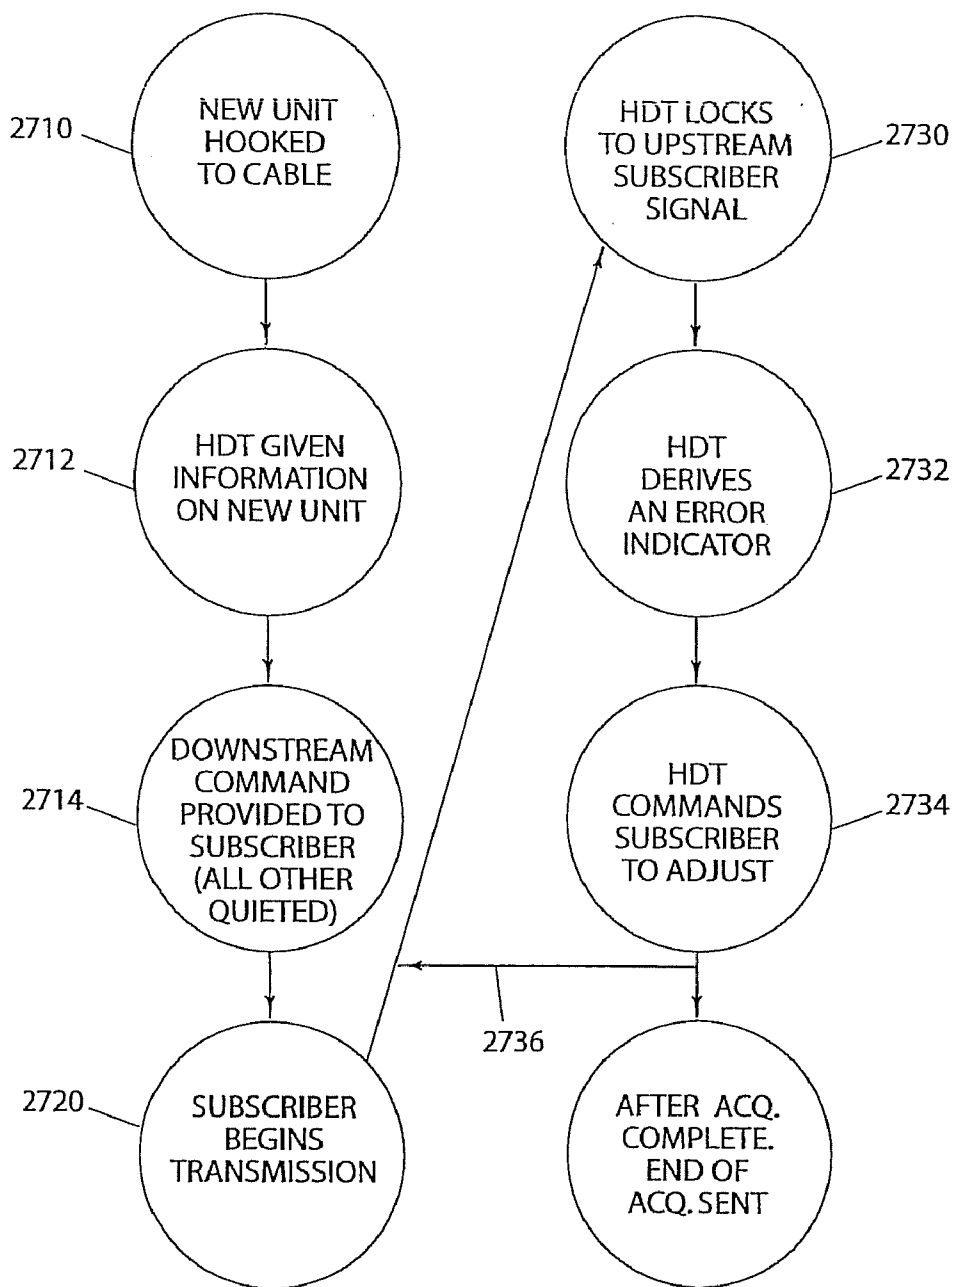 2710
NEW UNIT
HOOKED
TO CABLE
2712
HDT GIVEN
INFORMATION
ON NEW UNIT
2714
DOWNSTREAM
COMMAND
PROVIDED TO
SUBSCRIBER
(ALL OTHER
QUIETED)
2720
SUBSCRIBER
BEGINS
TRANSMISSION
HDT LOCKS
TO UPSTREAM
SUBSCRIBER
SIGNAL
2730
HDT
DERIVES
AN ERROR
INDICATOR
2732
HDT
COMMANDS
SUBSCRIBER
TO ADJUST
2734
2736
AFTER ACQ.
COMPLETE.
END OF
ACQ. SENT